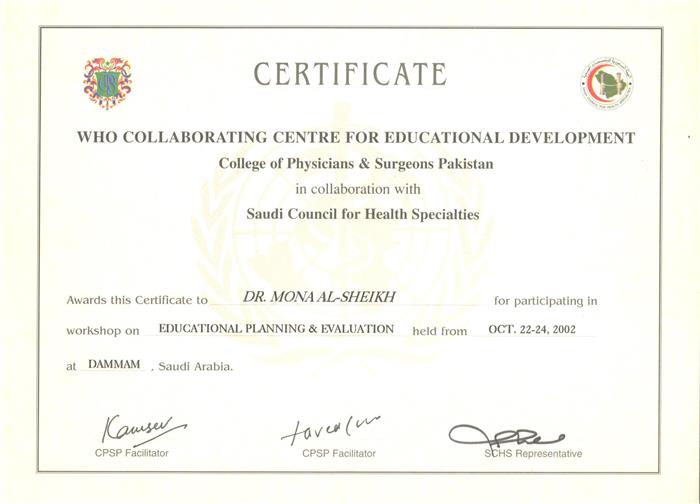 CERTIFICATE
WHO COLLABORATING CENTRE FOR EDUCATIONAL DEVELOPMENT
College of Physicians & Surgeons Pakistan
in collaboration with
Saudi Council for Health Specialties
Awards this Certificate to DR. MONA AL-SHEIKH for participating in
workshop on EDUCATIONAL PLANNING & EVALUATION held from OCT. 22-24, 2002
at DAMMAM , Saudi Arabia.
CPSP Facilitator CPSP Facilitator SCHS Representative